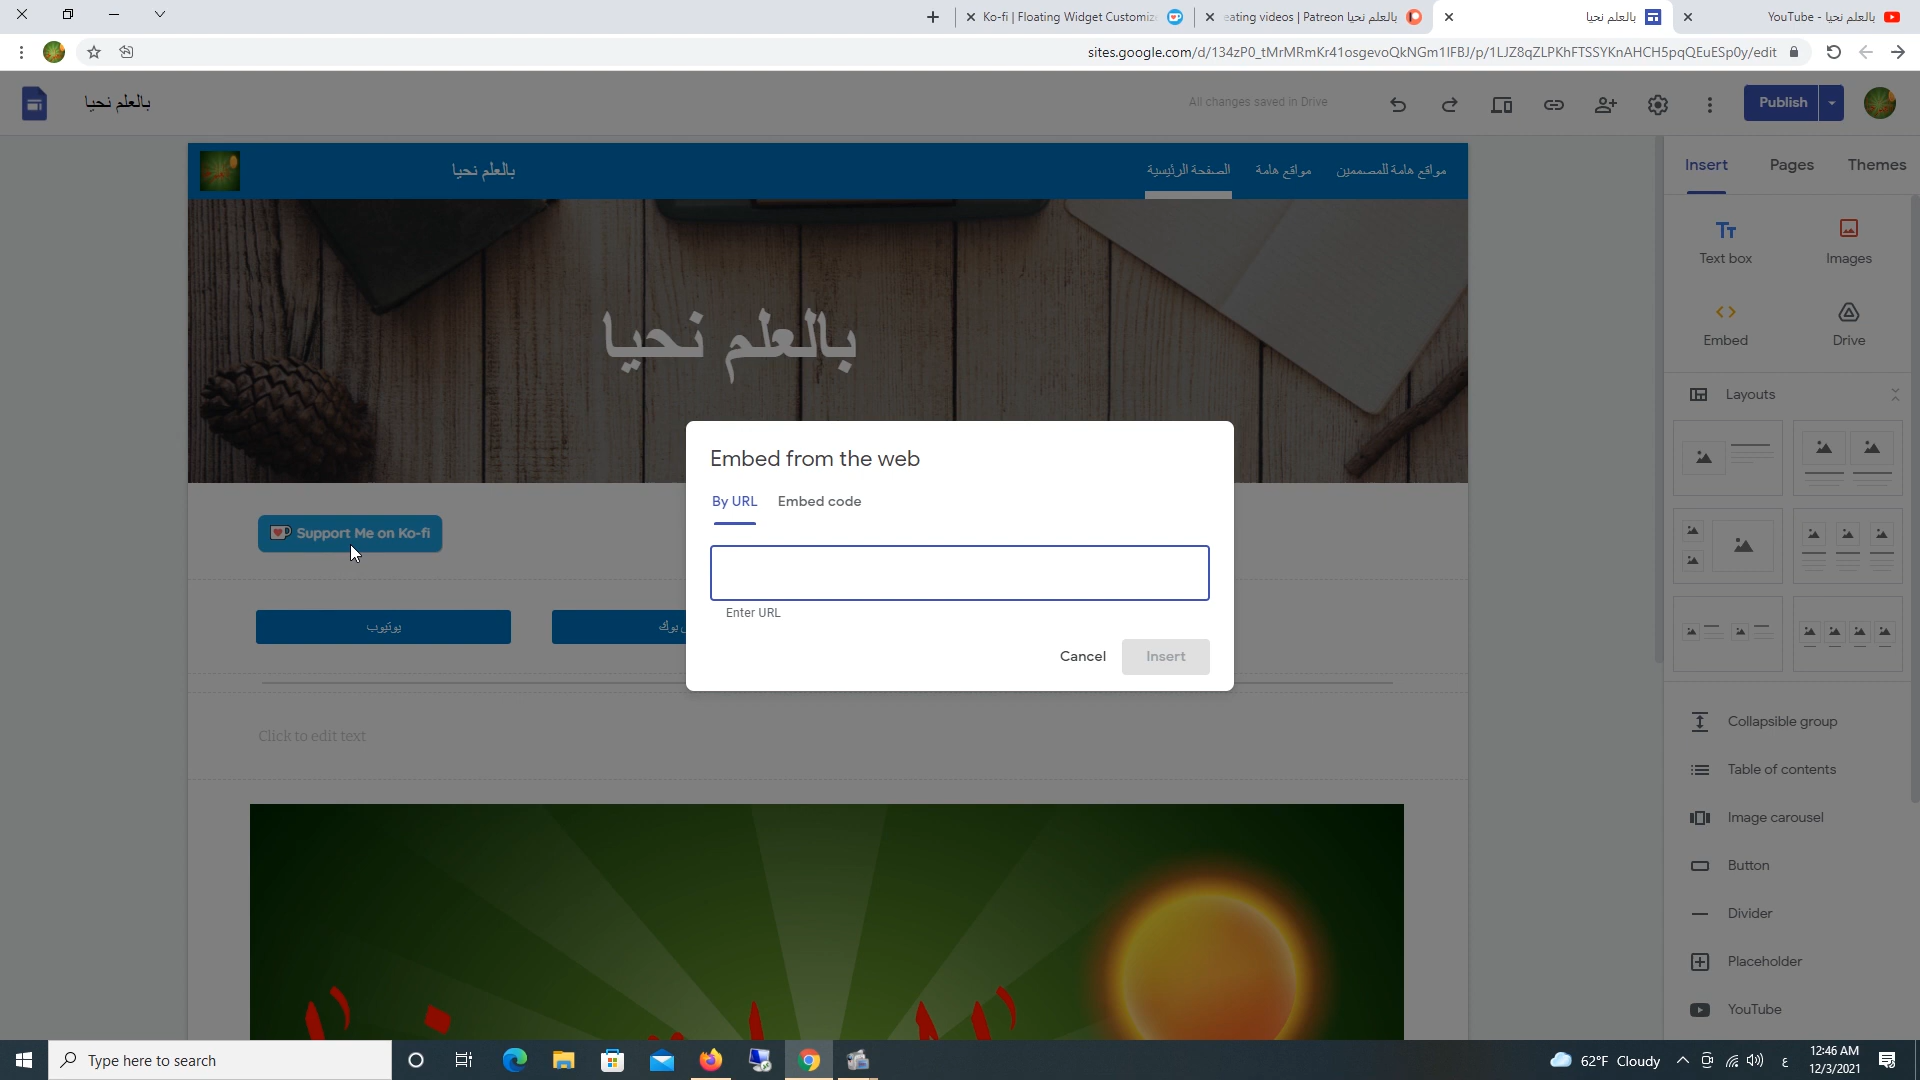 Ko-fi | Floating Widget Customize
بالعلم نحيا
eating videos | Patreon
بالعلم نحيا
بالعلم نحيا - YouTube
sites.google.com/d/134zP0_tMrMRmKr41osgevoQkNGm1IFBJ/p/1LJZ8qZLPKhFTSSYKnAHCH5pqQEuESp0y/edit
بالعلم نحيا
All changes saved in Drive
Publish
بالعلم نحيا
الصفحة الرئيسية
مواقع هامة
مواقع هامة للمصممين
Insert
Pages
Themes
بالعلم نحيا
Text box
Images
Embed
Drive
Layouts
Embed from the web
By URL
Embed code
Enter URL
Cancel
Insert
Support Me on Ko-fi
يوتيوب
بوك
Click to edit text
Collapsible group
Table of contents
Image carousel
Button
Divider
Placeholder
YouTube
Type here to search
62°F Cloudy
ع
12:46 AM
12/3/2021